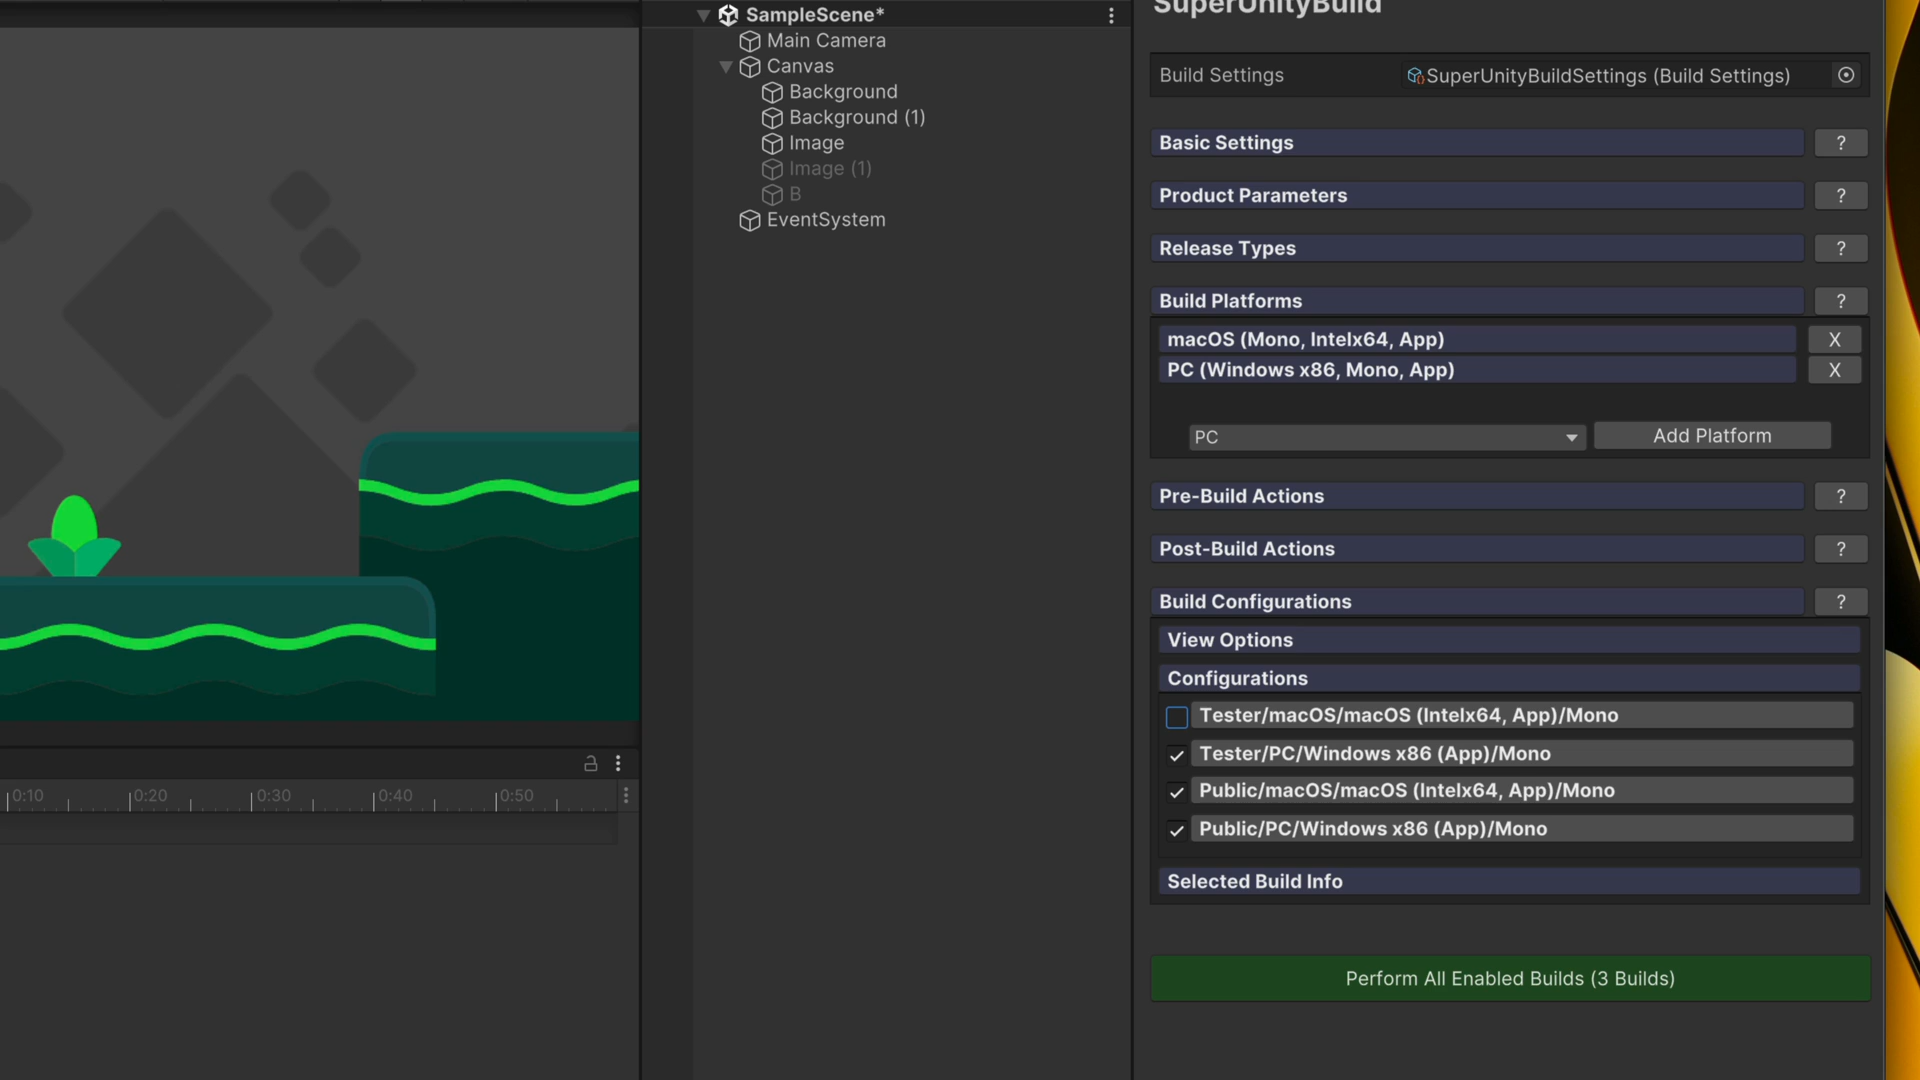 SampleScene*
Main Camera
Canvas
Background
Background (1)
Image
Image (1)
B
EventSystem
0:10
0:20
0:30
0:40
0:50
SuperUnityBuild
Build Settings
SuperUnityBuildSettings (Build Settings)
Basic Settings
?
Product Parameters
?
Release Types
?
Build Platforms
?
macOS (Mono, Intelx64, App)
X
PC (Windows x86, Mono, App)
X
PC
Add Platform
Pre-Build Actions
?
Post-Build Actions
?
Build Configurations
?
View Options
Configurations
Tester/macOS/macOS (Intelx64, App)/Mono
Tester/PC/Windows x86 (App)/Mono
Public/macOS/macOS (Intelx64, App)/Mono
Public/PC/Windows x86 (App)/Mono
Selected Build Info
Perform All Enabled Builds (3 Builds)